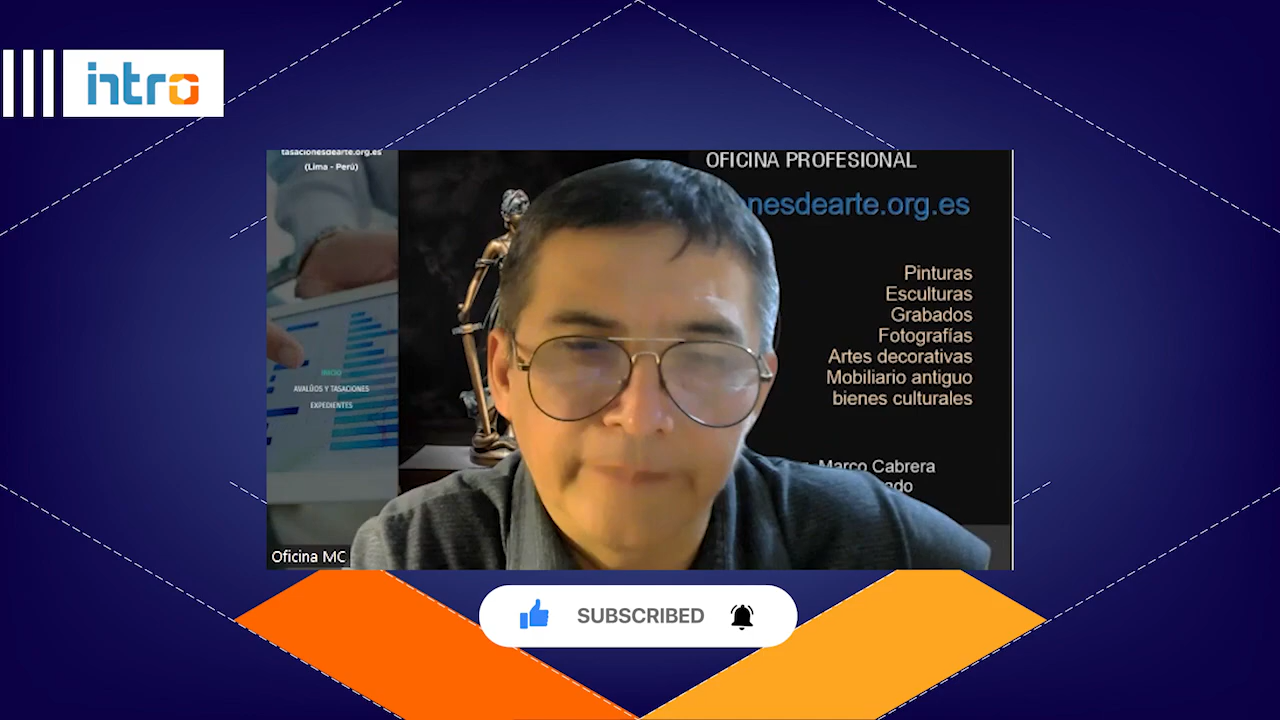 intro
tasacionesdearte.org.es
(Lima - Perú)
INICIO
AVALÚOS Y TASACIONES
EXPEDIENTES
OFICINA PROFESIONAL
nesdearte.org.es
Pinturas
Esculturas
Grabados
Fotografías
Artes decorativas
Mobiliario antiguo
bienes culturales
Marco Cabrera
ado
Oficina MC
SUBSCRIBED